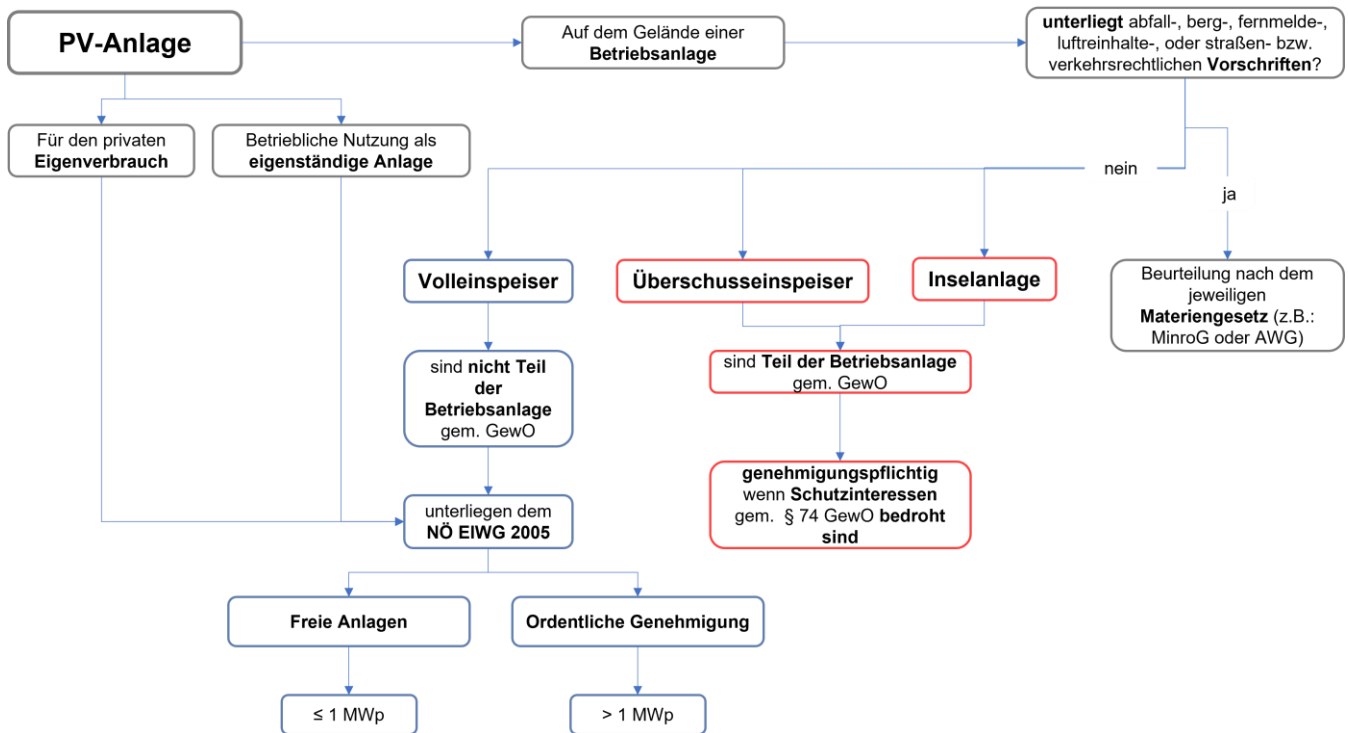 PV-Anlage
Auf dem Gelände einer
Betriebsanlage
unterliegt abfall-, berg-, fernmelde-,
luftreinhalte-, oder straßen- bzw.
verkehrsrechtlichen Vorschriften?
Für den privaten
Eigenverbrauch
Betriebliche Nutzung als
eigenständige Anlage
nein
ja
Volleinspeiser
Überschusseinspeiser
Inselanlage
Beurteilung nach dem
jeweiligen
Materiengesetz (z.B.:
MinroG oder AWG)
sind nicht Teil
der
Betriebsanlage
gem. GewO
sind Teil der Betriebsanlage
gem. GewO
genehmigungspflichtig
wenn Schutzinteressen
gem. § 74 GewO bedroht
sind
unterliegen dem
NÖ ElWG 2005
Freie Anlagen
Ordentliche Genehmigung
≤ 1 MWp
> 1 MWp